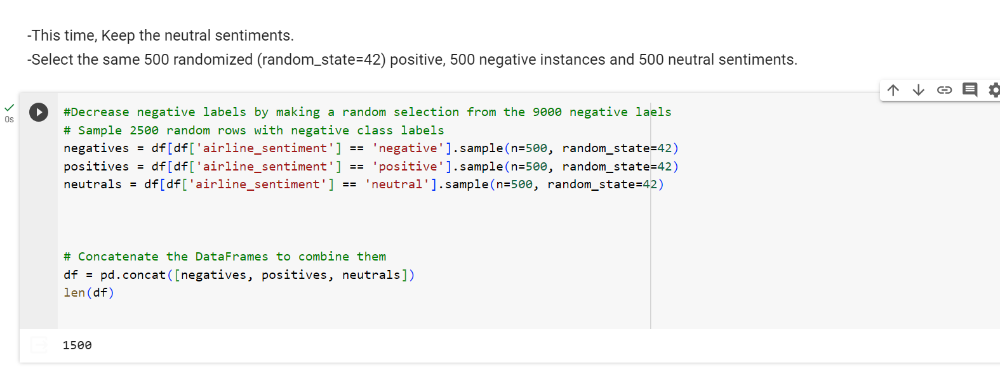 -This time, Keep the neutral sentiments.
-Select the same 500 randomized (random_state=42) positive, 500 negative instances and 500 neutral sentiments.
0s
#Decrease negative labels by making a random selection from the 9000 negative laels
# Sample 2500 random rows with negative class labels
negatives = df[df['airline_sentiment'] == 'negative'].sample(n=500, random_state=42)
positives = df[df['airline_sentiment'] == 'positive'].sample(n=500, random_state=42)
neutrals = df[df['airline_sentiment'] == 'neutral'].sample(n=500, random_state=42)
# Concatenate the DataFrames to combine them
df = pd.concat([negatives, positives, neutrals])
len(df)
1500